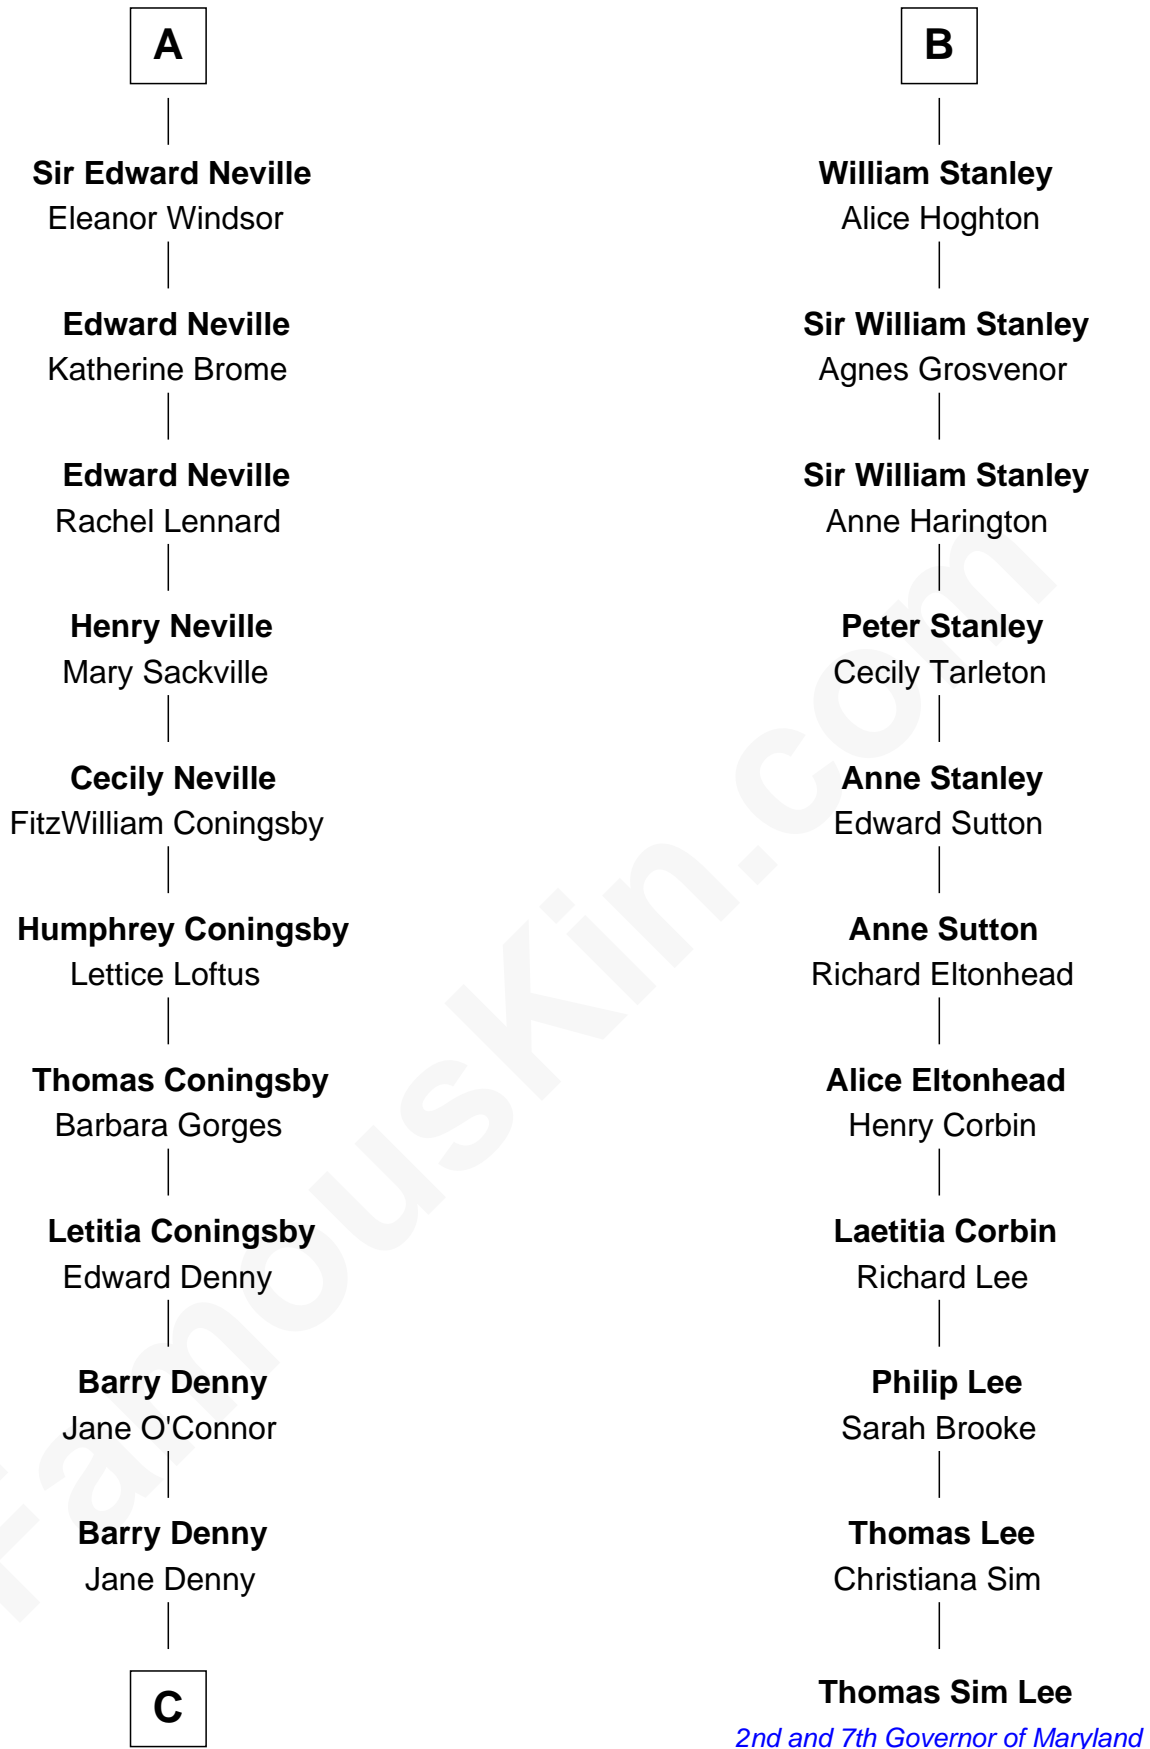 A
Sir Edward Neville
Eleanor Windsor
Edward Neville
Katherine Brome
Edward Neville
Rachel Lennard
Henry Neville
Mary Sackville
Cecily Neville
FitzWilliam Coningsby
Humphrey Coningsby
Lettice Loftus
Thomas Coningsby
Barbara Gorges
Letitia Coningsby
Edward Denny
Barry Denny
Jane O'Connor
Barry Denny
Jane Denny
C
B
William Stanley
Alice Hoghton
Sir William Stanley
Agnes Grosvenor
Sir William Stanley
Anne Harington
Peter Stanley
Cecily Tarleton
Anne Stanley
Edward Sutton
Anne Sutton
Richard Eltonhead
Alice Eltonhead
Henry Corbin
Laetitia Corbin
Richard Lee
Philip Lee
Sarah Brooke
Thomas Lee
Christiana Sim
Thomas Sim Lee
2nd and 7th Governor of Maryland
FamousKin.com